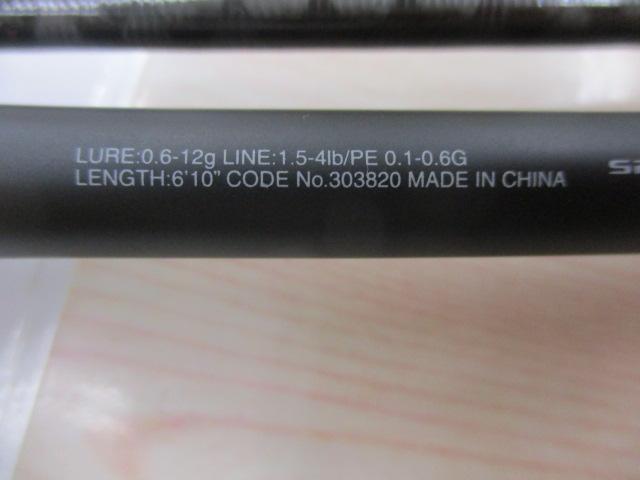 LURE:0.6-12g LINE:1.5-4lb/PE 0.1-0.6G
LENGTH:6'10" CODE No.303820 MADE IN CHINA